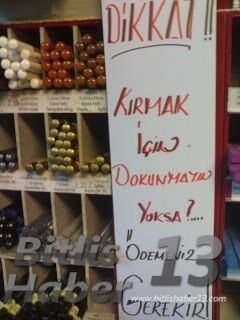 DİKKAT !!
KIRMAK
İÇİN
DOKUNMAYIN
YOKSA ?....
ÖDEMENİZ
GEREKİR!
Bitlis
Haber 13
www.bitlishaber13.com